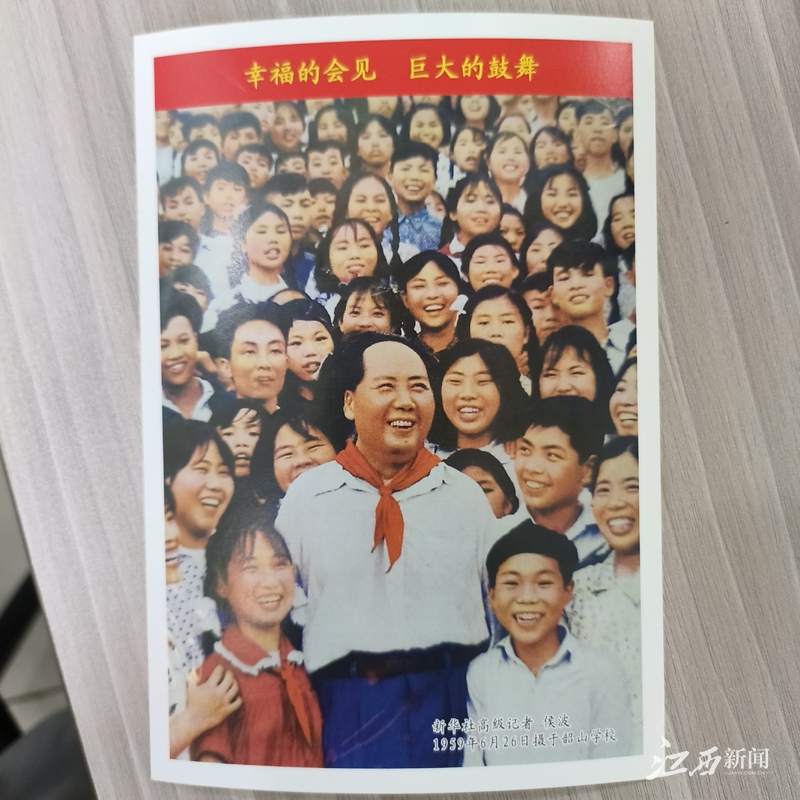 幸福的会见 巨大的鼓舞
新华社高级记者 侯波
1959年6月26日摄于韶山学校
江西新闻